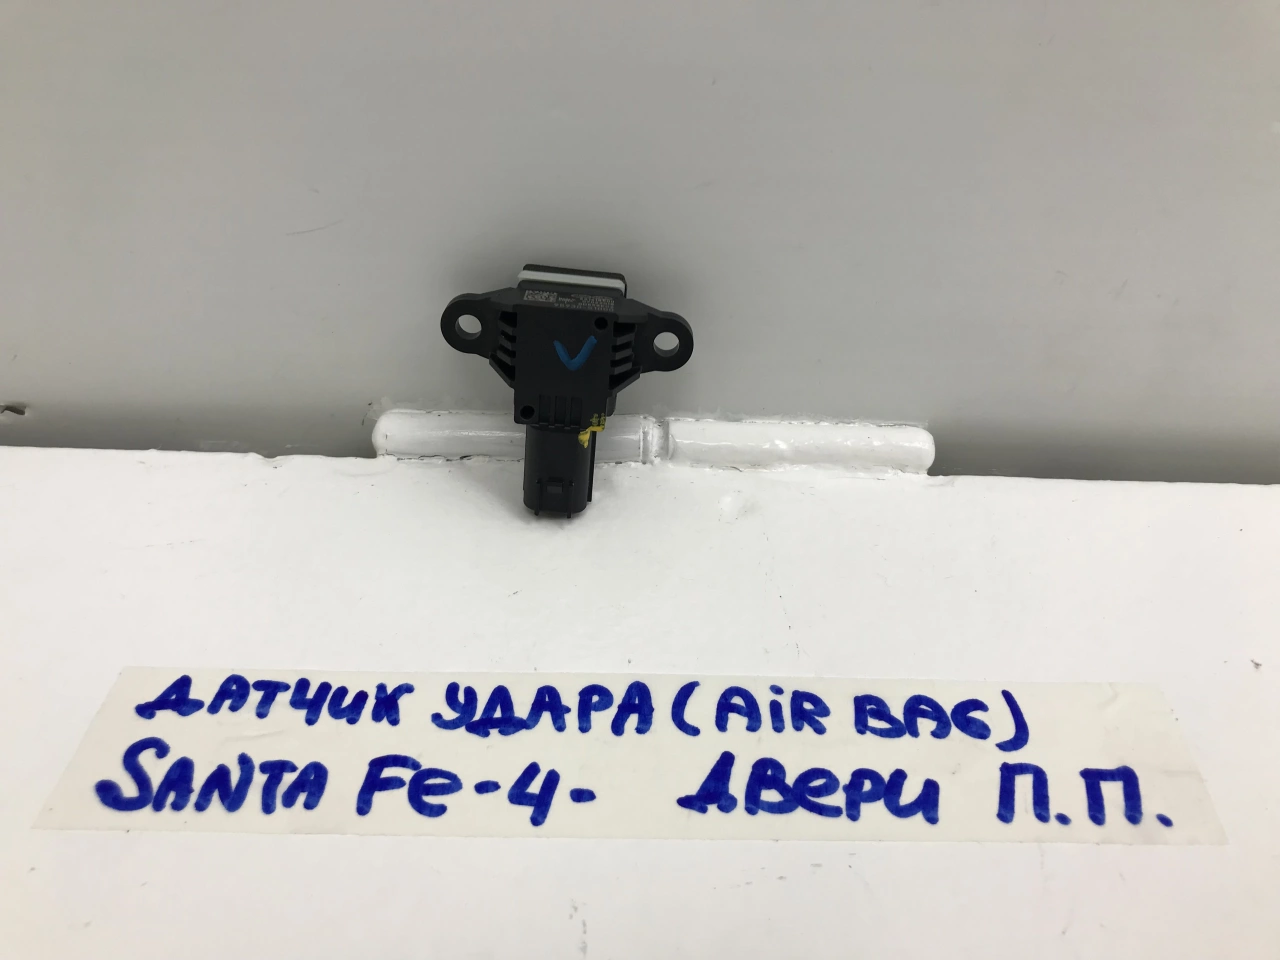 ДАТЧИК УДАРА (AiR BAG)
SANTA Fe-4- ДВЕРИ П.П.